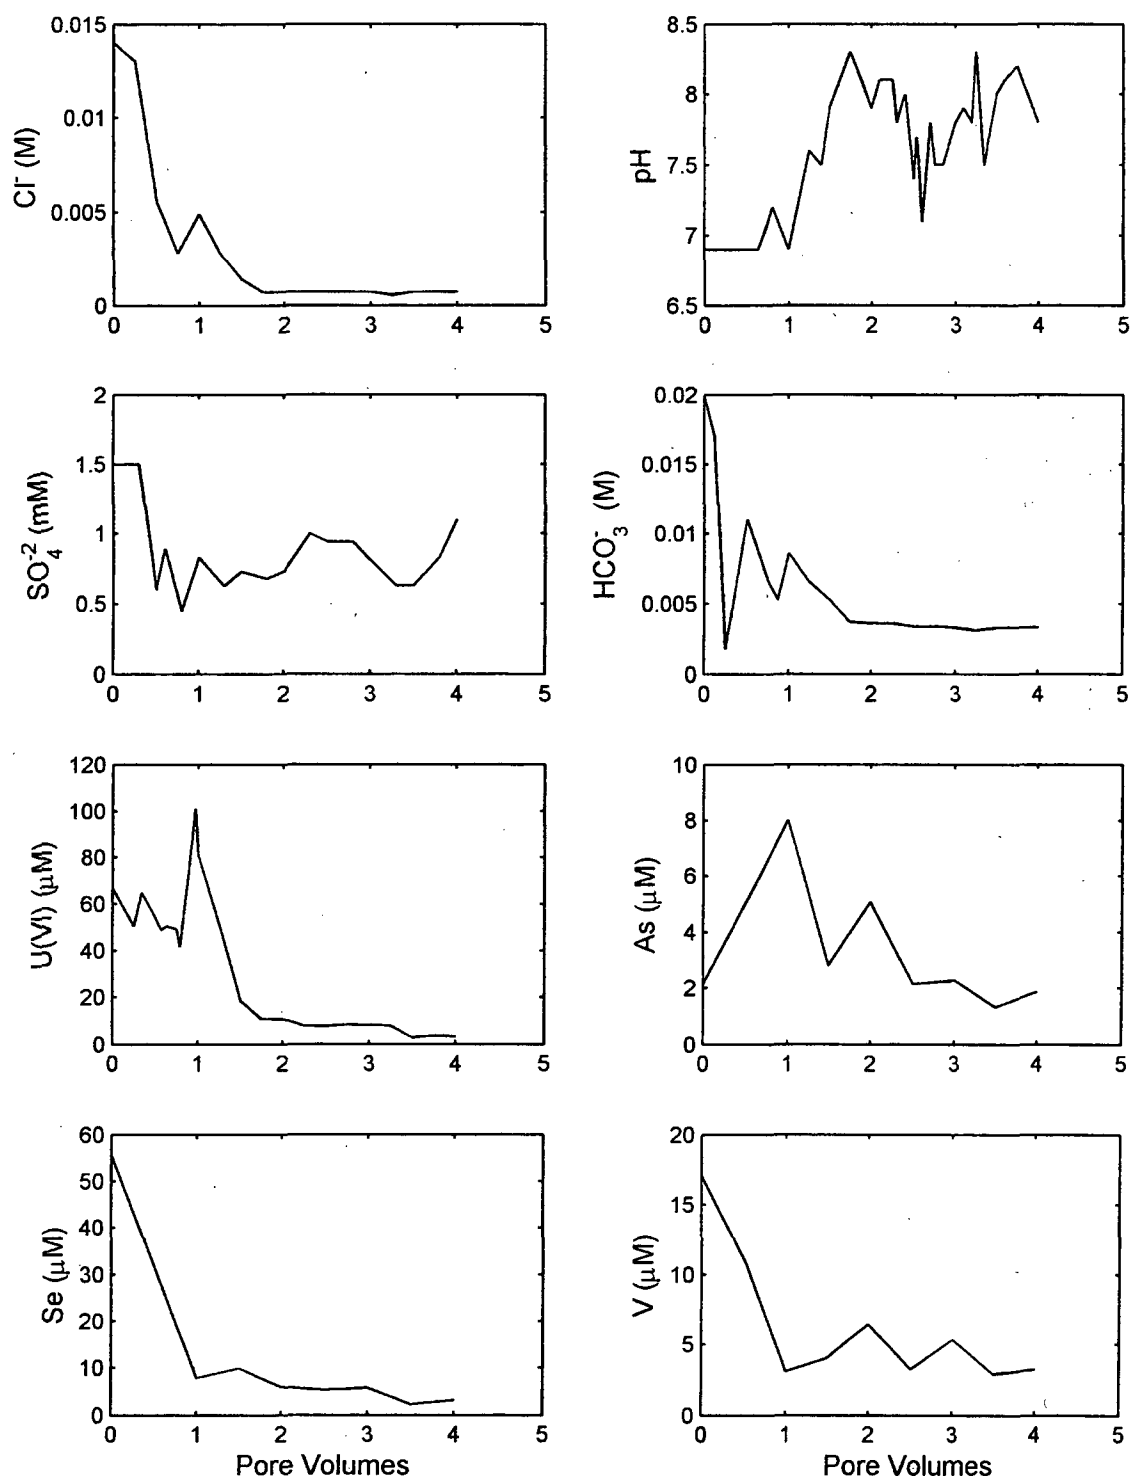 0.015
0.01
0.005
0
Cl⁻ (M)
0 1 2 3 4 5
8.5
8
7.5
7
6.5
pH
0 1 2 3 4 5
2
1.5
1
0.5
0
SO₄⁻² (mM)
0 1 2 3 4 5
0.02
0.015
0.01
0.005
0
HCO₃⁻ (M)
0 1 2 3 4 5
120
100
80
60
40
20
0
U(VI) (μM)
0 1 2 3 4 5
10
8
6
4
2
0
As (μM)
0 1 2 3 4 5
60
50
40
30
20
10
0
Se (μM)
0 1 2 3 4 5
Pore Volumes
20
15
10
5
0
V (μM)
0 1 2 3 4 5
Pore Volumes